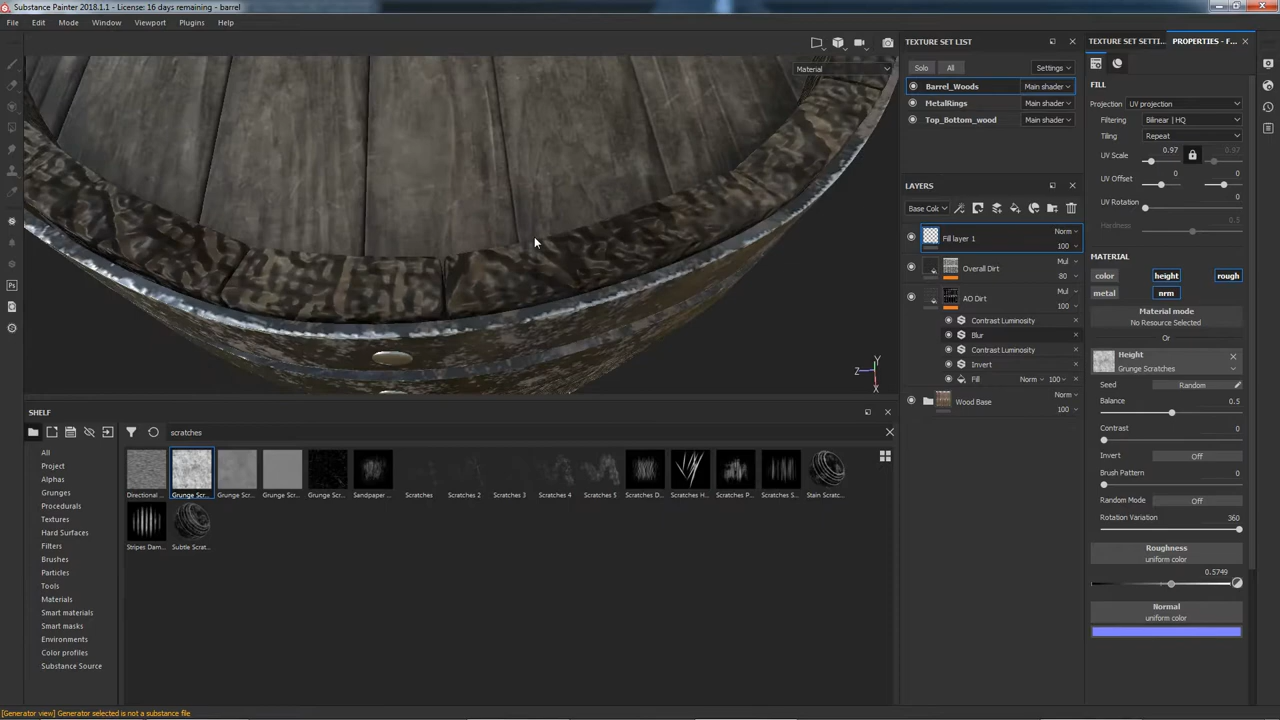 Substance Painter 2018.1.1 - License: 16 days remaining - barrel
File Edit Mode Window Viewport Plugins Help
Material
Z
Y
X
TEXTURE SET LIST
Solo All Settings
Barrel_Woods Main shader
MetalRings Main shader
Top_Bottom_wood Main shader
LAYERS
Base Col
Fill layer 1 Norm 100
Overall Dirt Mul 80
AO Dirt Mul 100
Contrast Luminosity
Blur
Contrast Luminosity
Invert
Fill Norm 100
Wood Base Norm 100
TEXTURE SET SETTI... PROPERTIES - F...
FILL
Projection UV projection
Filtering Bilinear | HQ
Tiling Repeat
UV Scale 0.97 0.97
UV Offset 0 0
UV Rotation 0
Hardness 0.5
MATERIAL
color height rough
metal nrm
Material mode
No Resource Selected
Or
Height
Grunge Scratches
Seed Random
Balance 0.5
Contrast 0
Invert Off
Brush Pattern 0
Random Mode Off
Rotation Variation 360
Roughness
uniform color
0.5749
Normal
uniform color
SHELF
scratches
All
Project
Alphas
Grunges
Procedurals
Textures
Hard Surfaces
Filters
Brushes
Particles
Tools
Materials
Smart materials
Smart masks
Environments
Color profiles
Substance Source
Directional ... Grunge Scr... Grunge Scr... Grunge Scr... Grunge Scr... Sandpaper ... Scratches Scratches 2 Scratches 3 Scratches 4 Scratches 5 Scratches D... Scratches H... Scratches P... Scratches S... Stain Scratc...
Stripes Dam... Subtle Scrat...
[Generator view] Generator selected is not a substance file